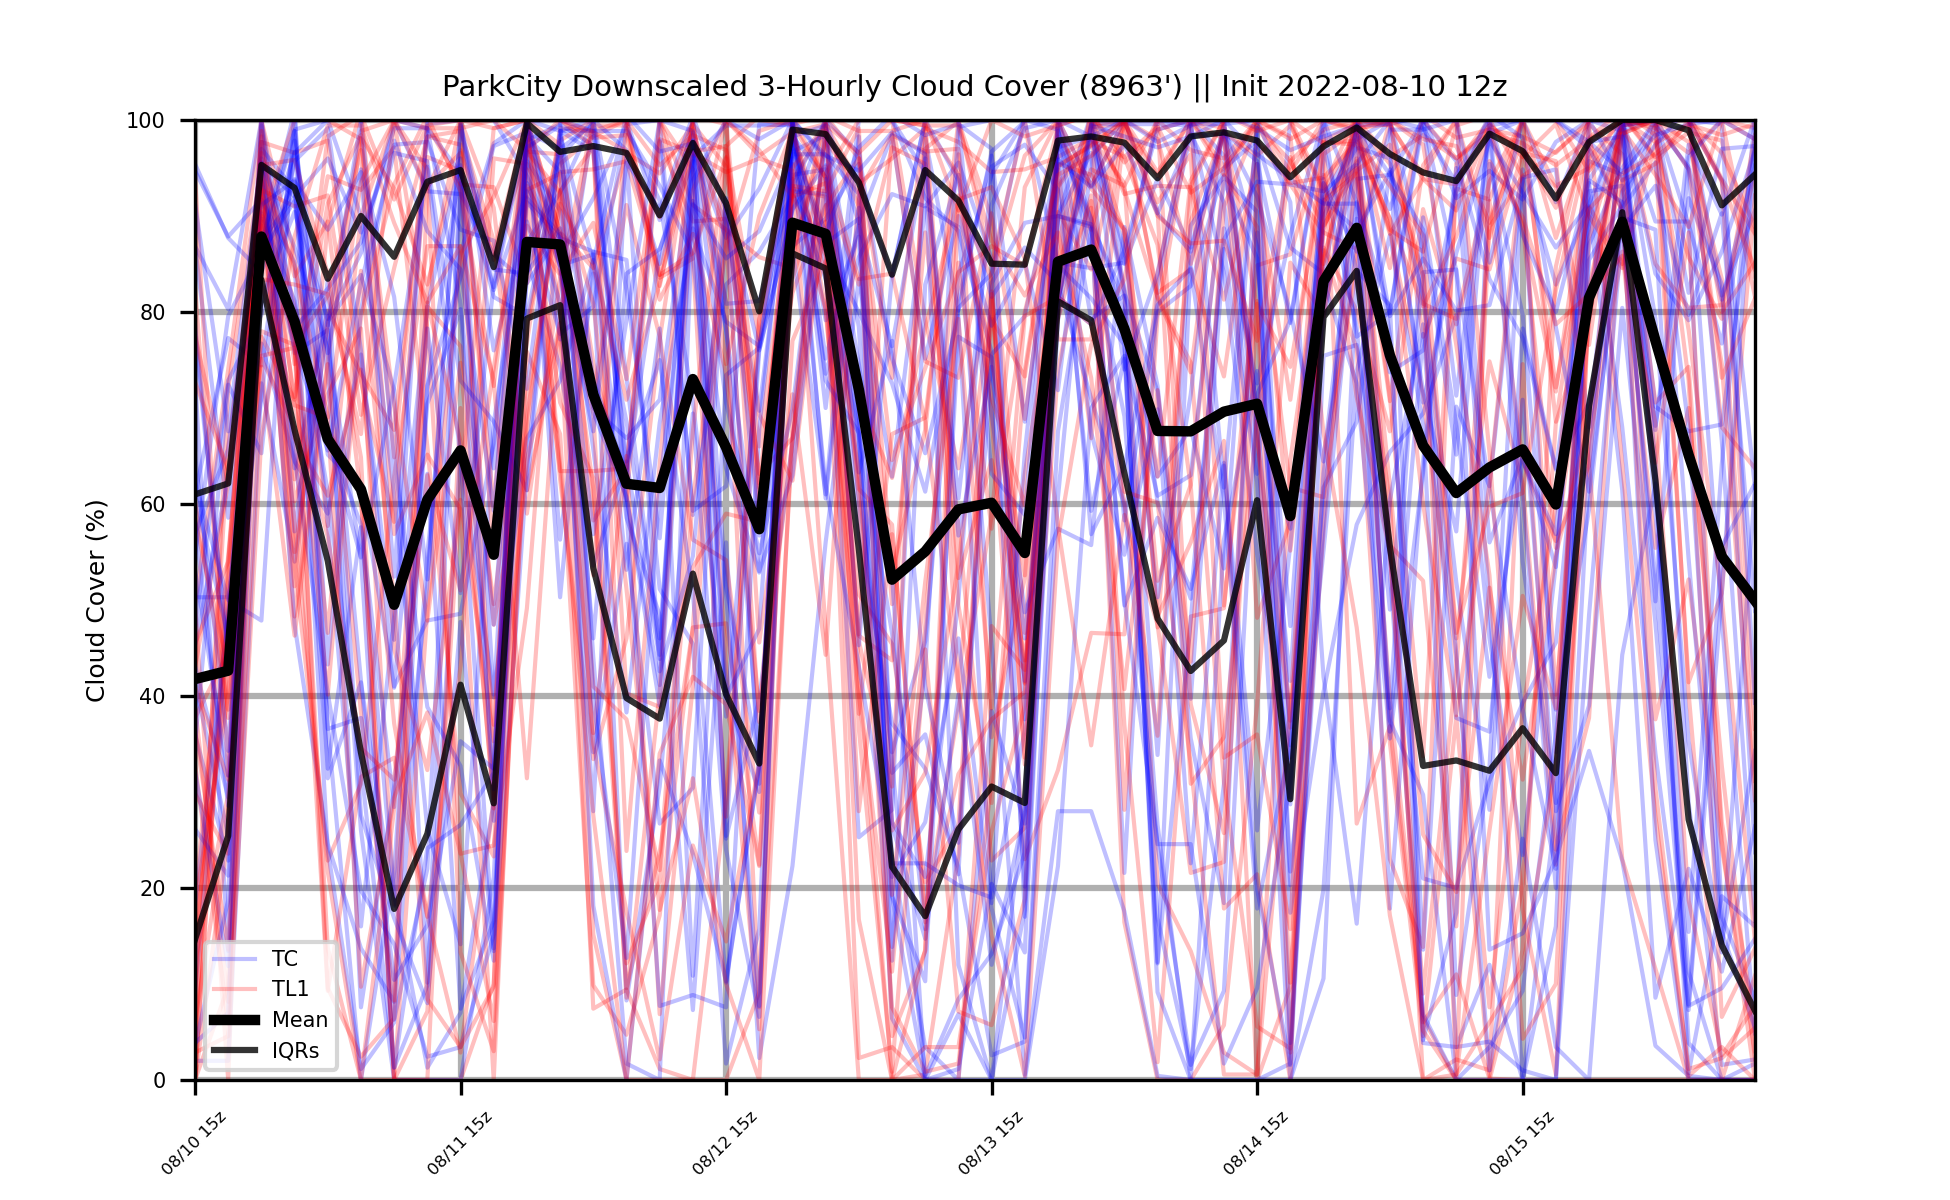 ParkCity Downscaled 3-Hourly Cloud Cover (8963') || Init 2022-08-10 12z
Cloud Cover (%)
100
80
60
40
20
0
TC
TL1
Mean
IQRs
08/10 15z
08/11 15z
08/12 15z
08/13 15z
08/14 15z
08/15 15z